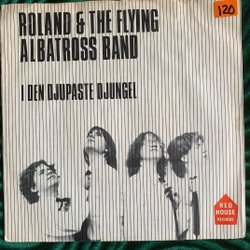 ROLAND & THE FLYING
ALBATROSS BAND
120
I DEN DJUPASTE DJUNGEL
RED
HOUSE
RECORDS